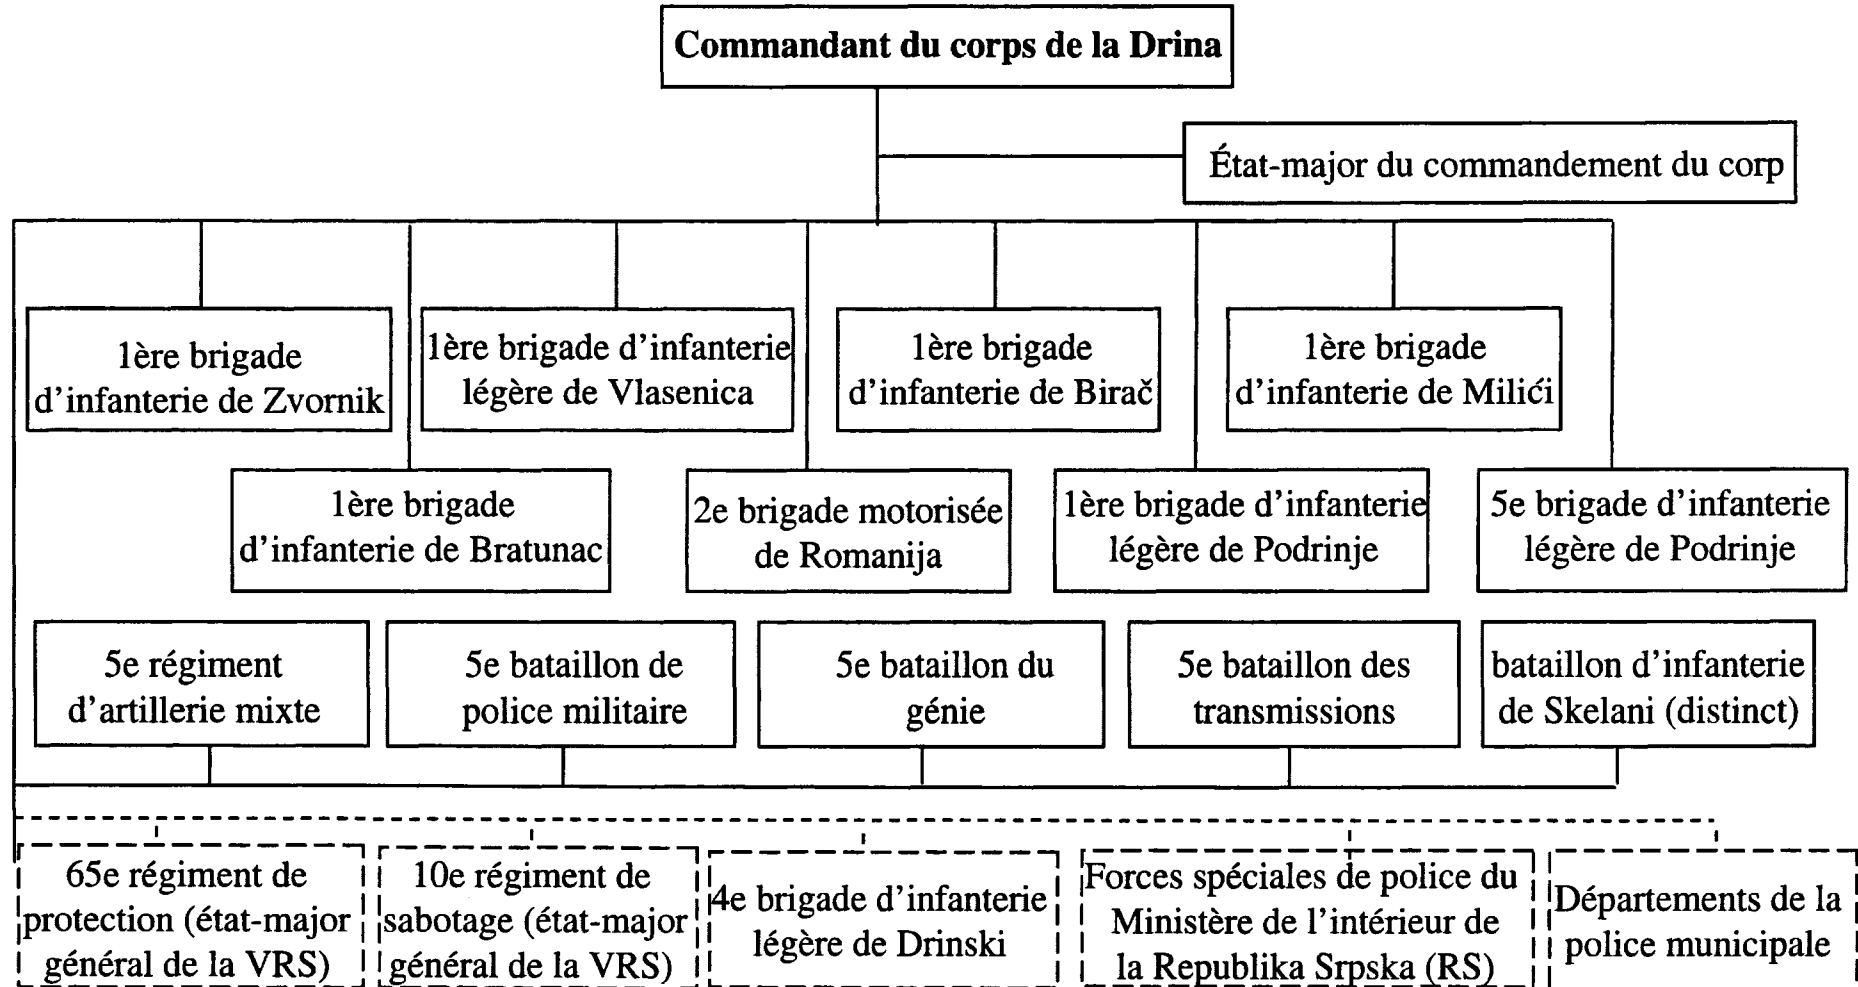 Commandant du corps de la Drina
État-major du commandement du corp
1ère brigade
d'infanterie de Zvornik
1ère brigade d'infanterie
légère de Vlasenica
1ère brigade
d'infanterie de Birač
1ère brigade
d'infanterie de Milići
1ère brigade
d'infanterie de Bratunac
2e brigade motorisée
de Romanija
1ère brigade d'infanterie
légère de Podrinje
5e brigade d'infanterie
légère de Podrinje
5e régiment
d'artillerie mixte
5e bataillon de
police militaire
5e bataillon du
génie
5e bataillon des
transmissions
bataillon d'infanterie
de Skelani (distinct)
65e régiment de
protection (état-major
général de la VRS)
10e régiment de
sabotage (état-major
général de la VRS)
4e brigade d'infanterie
légère de Drinski
Forces spéciales de police du
Ministère de l'intérieur de
la Republika Srpska (RS)
Départements de la
police municipale